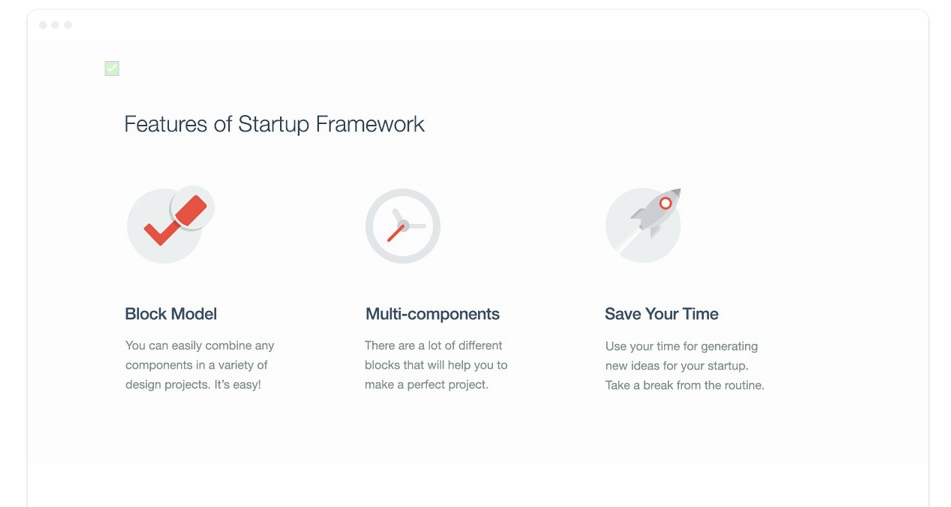 Features of Startup Framework
Block Model
You can easily combine any
components in a variety of
design projects. It’s easy!
Multi-components
There are a lot of different
blocks that will help you to
make a perfect project.
Save Your Time
Use your time for generating
new ideas for your startup.
Take a break from the routine.